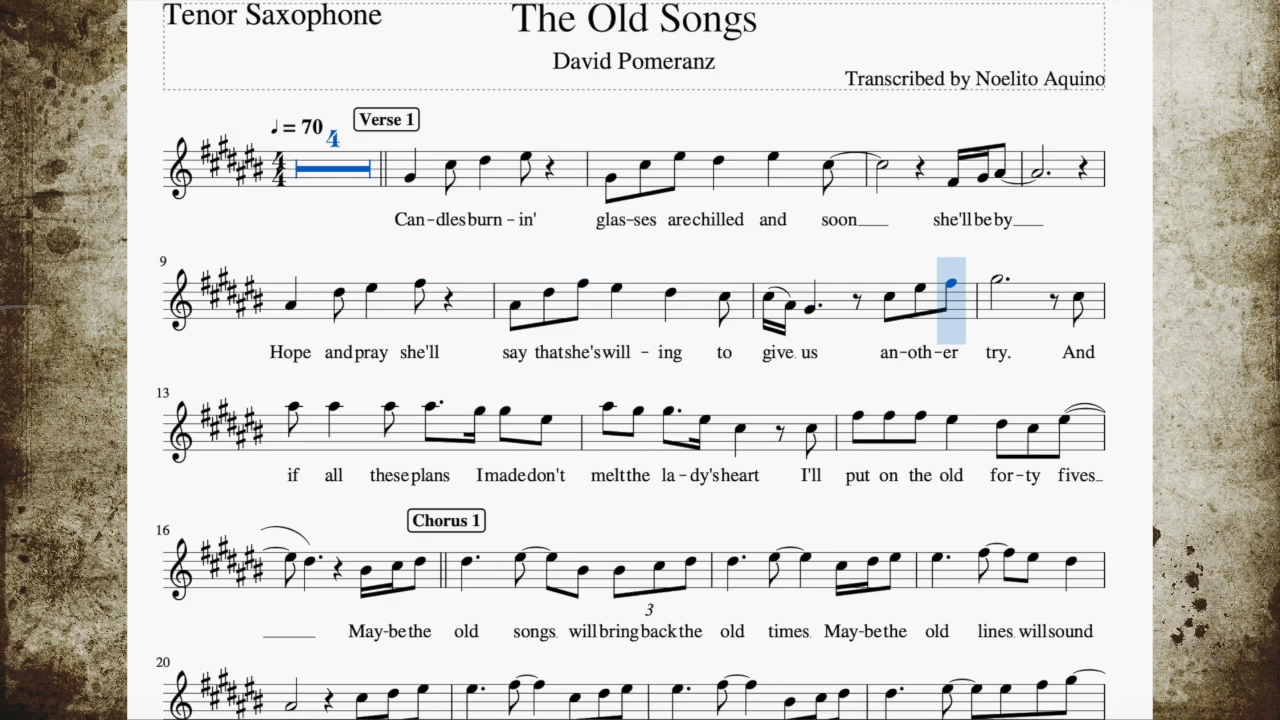 Tenor Saxophone
The Old Songs
David Pomeranz
Transcribed by Noelito Aquino
♩ = 70
4
Verse 1
4
4
Can-dles burn - in' glas-ses are chilled and soon she'll be by
9
Hope and pray she'll say that she's will - ing to give us an-oth-er try. And
13
if all these plans I made don't melt the la-dy's heart I'll put on the old for-ty fives
16
Chorus 1
3
May-be the old songs will bring back the old times May-be the old lines will sound
20